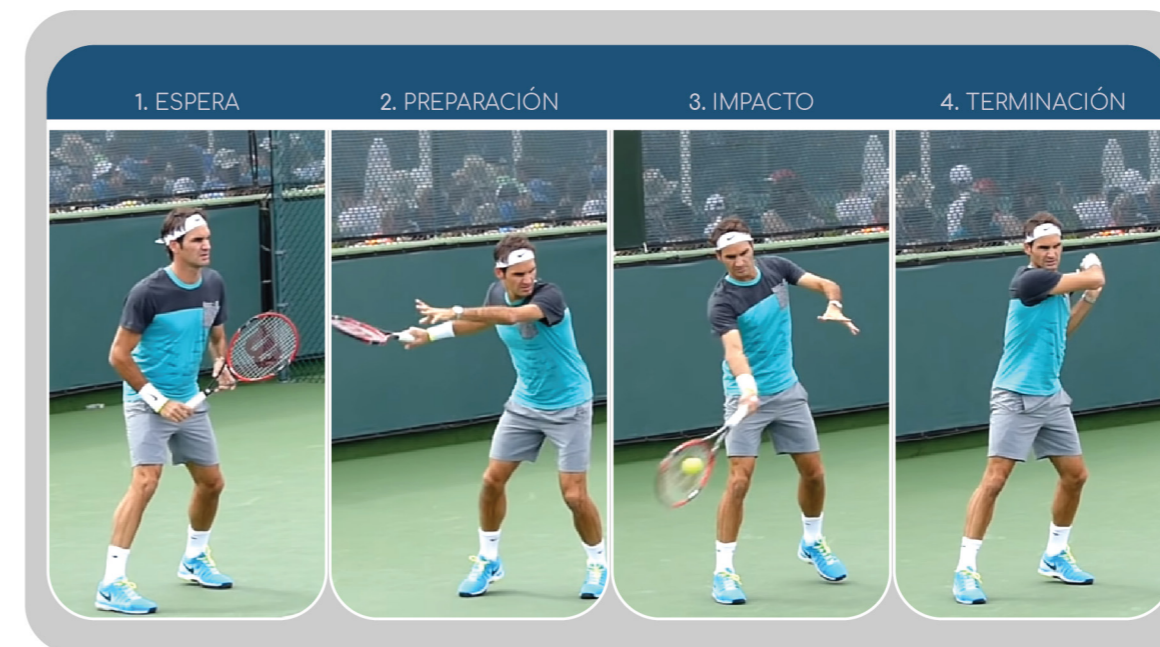 1. ESPERA
2. PREPARACIÓN
3. IMPACTO
4. TERMINACIÓN